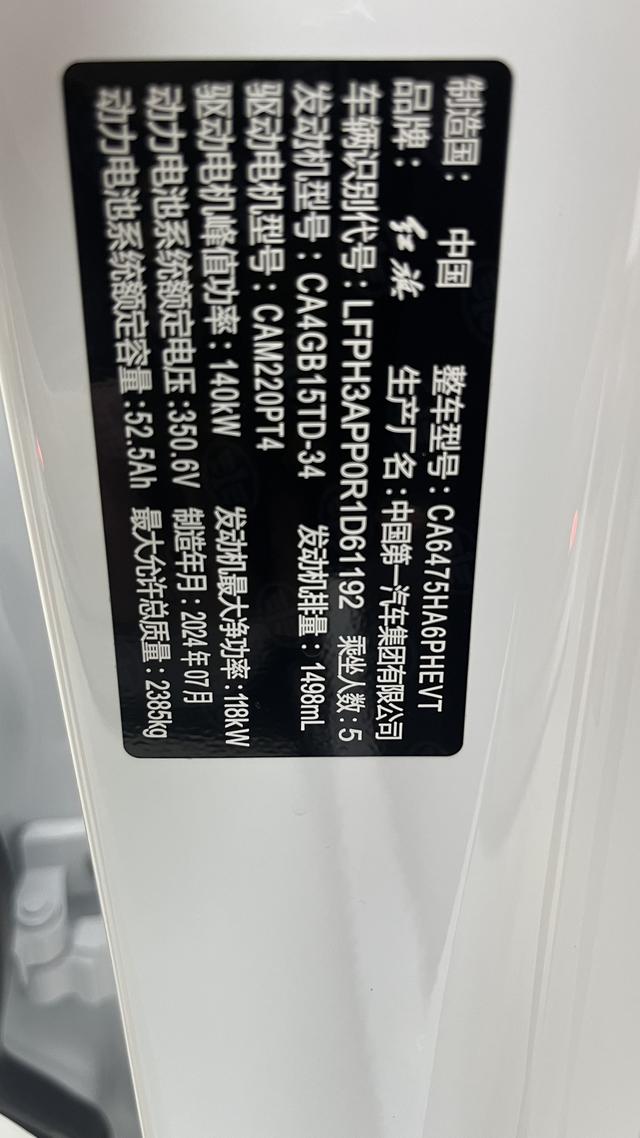 制造国: 中国 整车型号: CA6475HA6PHEVT
品牌: 红旗 生产厂名: 中国第一汽车集团有限公司
车辆识别代号: LFPH3APP0R1D61192 乘坐人数: 5
发动机型号: CA4GB15TD-34 发动机排量: 1498mL
驱动电机型号: CAM220PT4
驱动电机峰值功率: 140kW 发动机最大净功率: 118kW
动力电池系统额定电压: 350.6V 制造年月: 2024年07月
动力电池系统额定容量: 52.5Ah 最大允许总质量: 2385kg